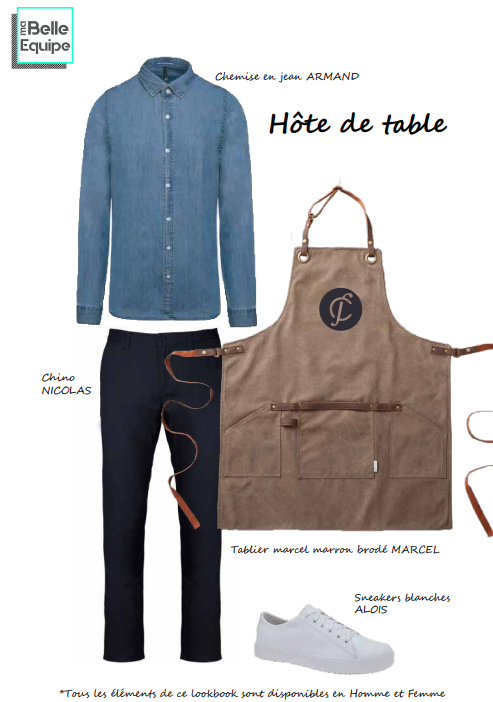 ma
Belle
Equipe
Chemise en jean ARMAND
Hôte de table
Chino
NICOLAS
Tablier marcel marron brodé MARCEL
Sneakers blanches
ALOIS
*Tous les éléments de ce lookbook sont disponibles en Homme et Femme